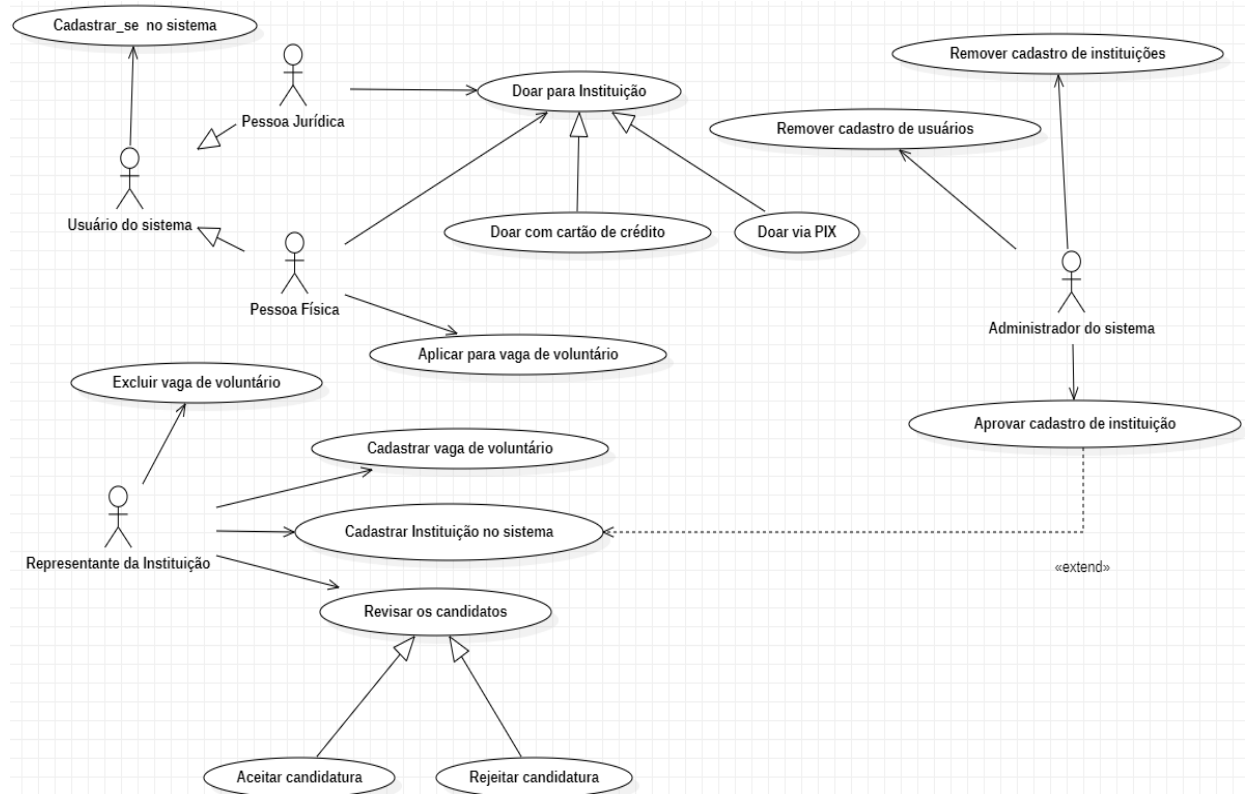 Cadastrar_se no sistema
Remover cadastro de instituições
Doar para Instituição
Pessoa Jurídica
Remover cadastro de usuários
Usuário do sistema
Doar com cartão de crédito
Doar via PIX
Pessoa Física
Administrador do sistema
Aplicar para vaga de voluntário
Excluir vaga de voluntário
Aprovar cadastro de instituição
Cadastrar vaga de voluntário
Cadastrar Instituição no sistema
Representante da Instituição
«extend»
Revisar os candidatos
Aceitar candidatura
Rejeitar candidatura